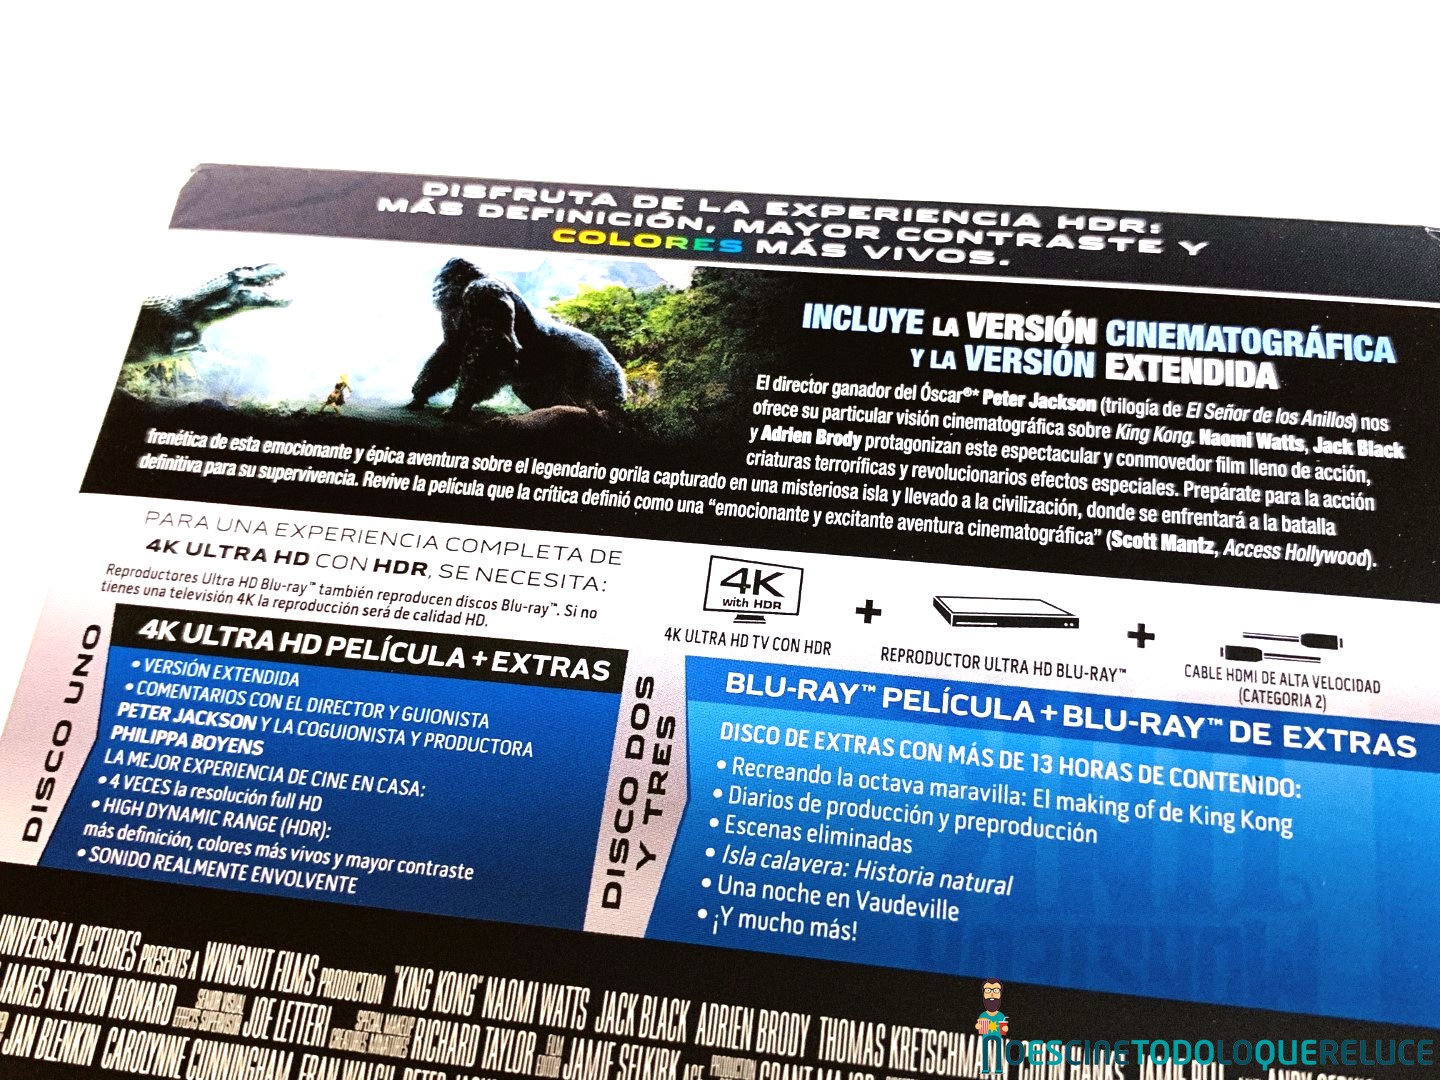 DISFRUTA DE LA EXPERIENCIA HDR:
MÁS DEFINICIÓN, MAYOR CONTRASTE Y
COLORES MÁS VIVOS.
INCLUYE LA VERSIÓN CINEMATOGRÁFICA
Y LA VERSIÓN EXTENDIDA
El director ganador del Óscar®* Peter Jackson (trilogía de El Señor de los Anillos) nos
ofrece su particular visión cinematográfica sobre King Kong. Naomi Watts, Jack Black
y Adrien Brody protagonizan este espectacular y conmovedor film lleno de acción,
criaturas terroríficas y revolucionarios efectos especiales. Prepárate para la acción
frenética de esta emocionante y épica aventura sobre el legendario gorila capturado en una misteriosa isla y llevado a la civilización, donde se enfrentará a la batalla
definitiva para su supervivencia. Revive la película que la crítica definió como una “emocionante y excitante aventura cinematográfica” (Scott Mantz, Access Hollywood).
PARA UNA EXPERIENCIA COMPLETA DE
4K ULTRA HD CON HDR, SE NECESITA:
Reproductores Ultra HD Blu-ray™ también reproducen discos Blu-ray™. Si no
tienes una televisión 4K la reproducción será de calidad HD.
4K
with HDR
4K ULTRA HD TV CON HDR
+
REPRODUCTOR ULTRA HD BLU-RAY™
+
CABLE HDMI DE ALTA VELOCIDAD
(CATEGORIA 2)
DISCO UNO
4K ULTRA HD PELÍCULA + EXTRAS
• VERSIÓN EXTENDIDA
• COMENTARIOS CON EL DIRECTOR Y GUIONISTA
PETER JACKSON Y LA COGUIONISTA Y PRODUCTORA
PHILIPPA BOYENS
LA MEJOR EXPERIENCIA DE CINE EN CASA:
• 4 VECES la resolución full HD
• HIGH DYNAMIC RANGE (HDR):
más definición, colores más vivos y mayor contraste
• SONIDO REALMENTE ENVOLVENTE
DISCO DOS
Y TRES
BLU-RAY™ PELÍCULA + BLU-RAY™ DE EXTRAS
DISCO DE EXTRAS CON MÁS DE 13 HORAS DE CONTENIDO:
• Recreando la octava maravilla: El making of de King Kong
• Diarios de producción y preproducción
• Escenas eliminadas
• Isla calavera: Historia natural
• Una noche en Vaudeville
• ¡Y mucho más!
UNIVERSAL PICTURES PRESENTS A WINGNUT FILMS PRODUCTION "KING KONG" NAOMI WATTS JACK BLACK ADRIEN BRODY THOMAS KRETSCHMA
JAMES NEWTON HOWARD JOE LETTERI RICHARD TAYLOR JAMIE SELKIRK
JAN BLENKIN CAROLYNNE CUNNINGHAM
NOESCINETODOLOQUERELUCE